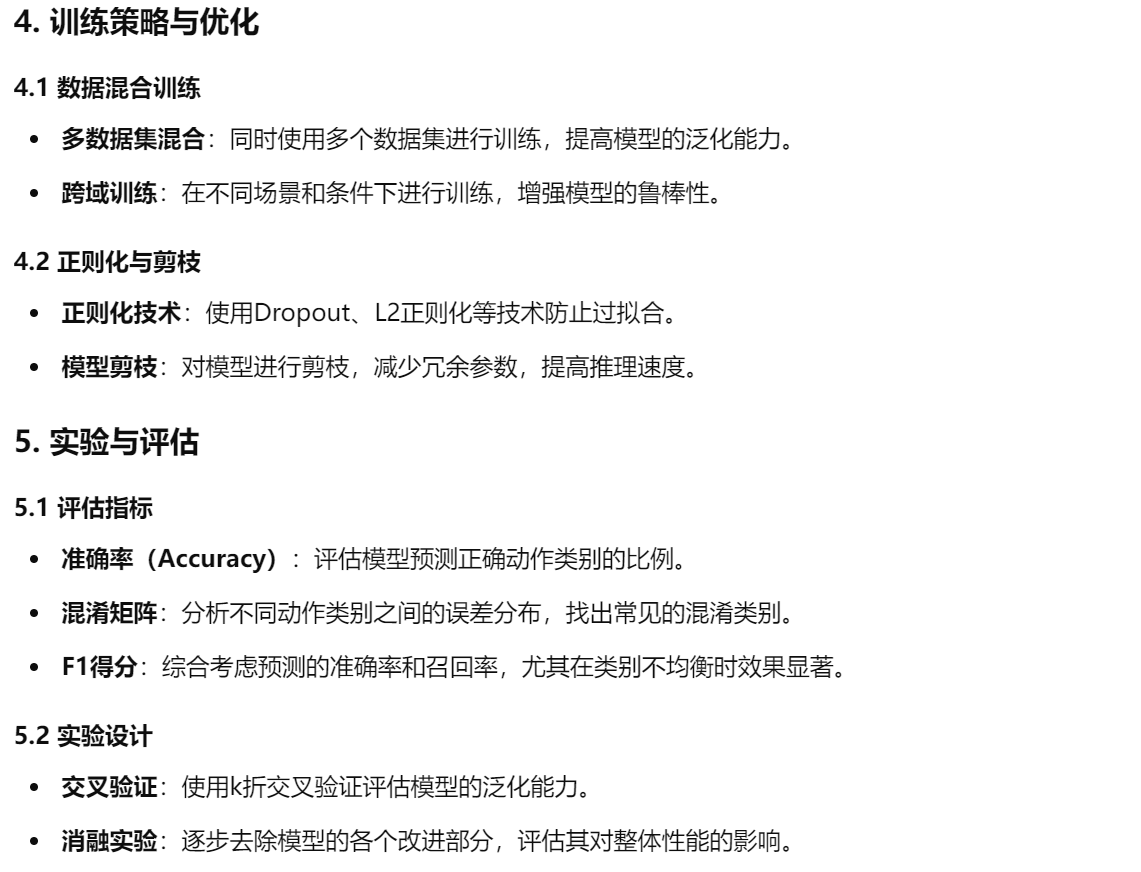 4. 训练策略与优化
4.1 数据混合训练
• 多数据集混合：同时使用多个数据集进行训练，提高模型的泛化能力。
• 跨域训练：在不同场景和条件下进行训练，增强模型的鲁棒性。
4.2 正则化与剪枝
• 正则化技术：使用Dropout、L2正则化等技术防止过拟合。
• 模型剪枝：对模型进行剪枝，减少冗余参数，提高推理速度。
5. 实验与评估
5.1 评估指标
• 准确率（Accuracy）：评估模型预测正确动作类别的比例。
• 混淆矩阵：分析不同动作类别之间的误差分布，找出常见的混淆类别。
• F1得分：综合考虑预测的准确率和召回率，尤其在类别不均衡时效果显著。
5.2 实验设计
• 交叉验证：使用k折交叉验证评估模型的泛化能力。
• 消融实验：逐步去除模型的各个改进部分，评估其对整体性能的影响。